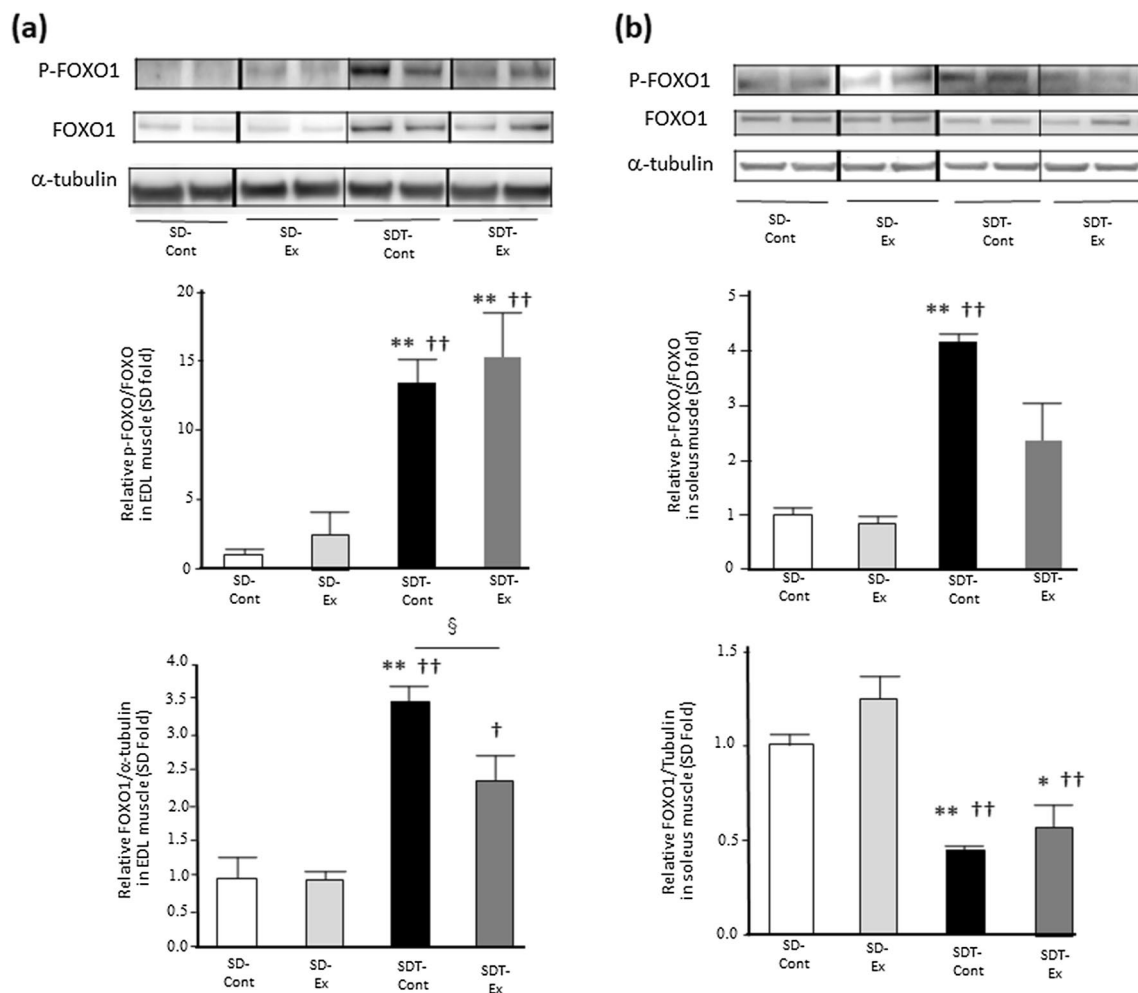 (a)
P-FOXO1
FOXO1
α-tubulin
SD-
Cont
SD-
Ex
SDT-
Cont
SDT-
Ex
Relative p-FOXO/FOXO
in EDL muscle (SD fold)
20
15
10
5
0
** ††
** ††
SD-
Cont
SD-
Ex
SDT-
Cont
SDT-
Ex
Relative FOXO1/α-tubulin
in EDL muscle (SD Fold)
4.0
3.5
3.0
2.5
2.0
1.5
1.0
0.5
0.0
§
** ††
†
SD-
Cont
SD-
Ex
SDT-
Cont
SDT-
Ex
(b)
P-FOXO1
FOXO1
α-tubulin
SD-
Cont
SD-
Ex
SDT-
Cont
SDT-
Ex
Relative p-FOXO/FOXO
in soleus muscle (SD fold)
5
4
3
2
1
0
** ††
SD-
Cont
SD-
Ex
SDT-
Cont
SDT-
Ex
Relative FOXO1/Tubulin
in soleus muscle (SD Fold)
1.5
1.0
0.5
0.0
** ††
* ††
SD-
Cont
SD-
Ex
SDT-
Cont
SDT-
Ex